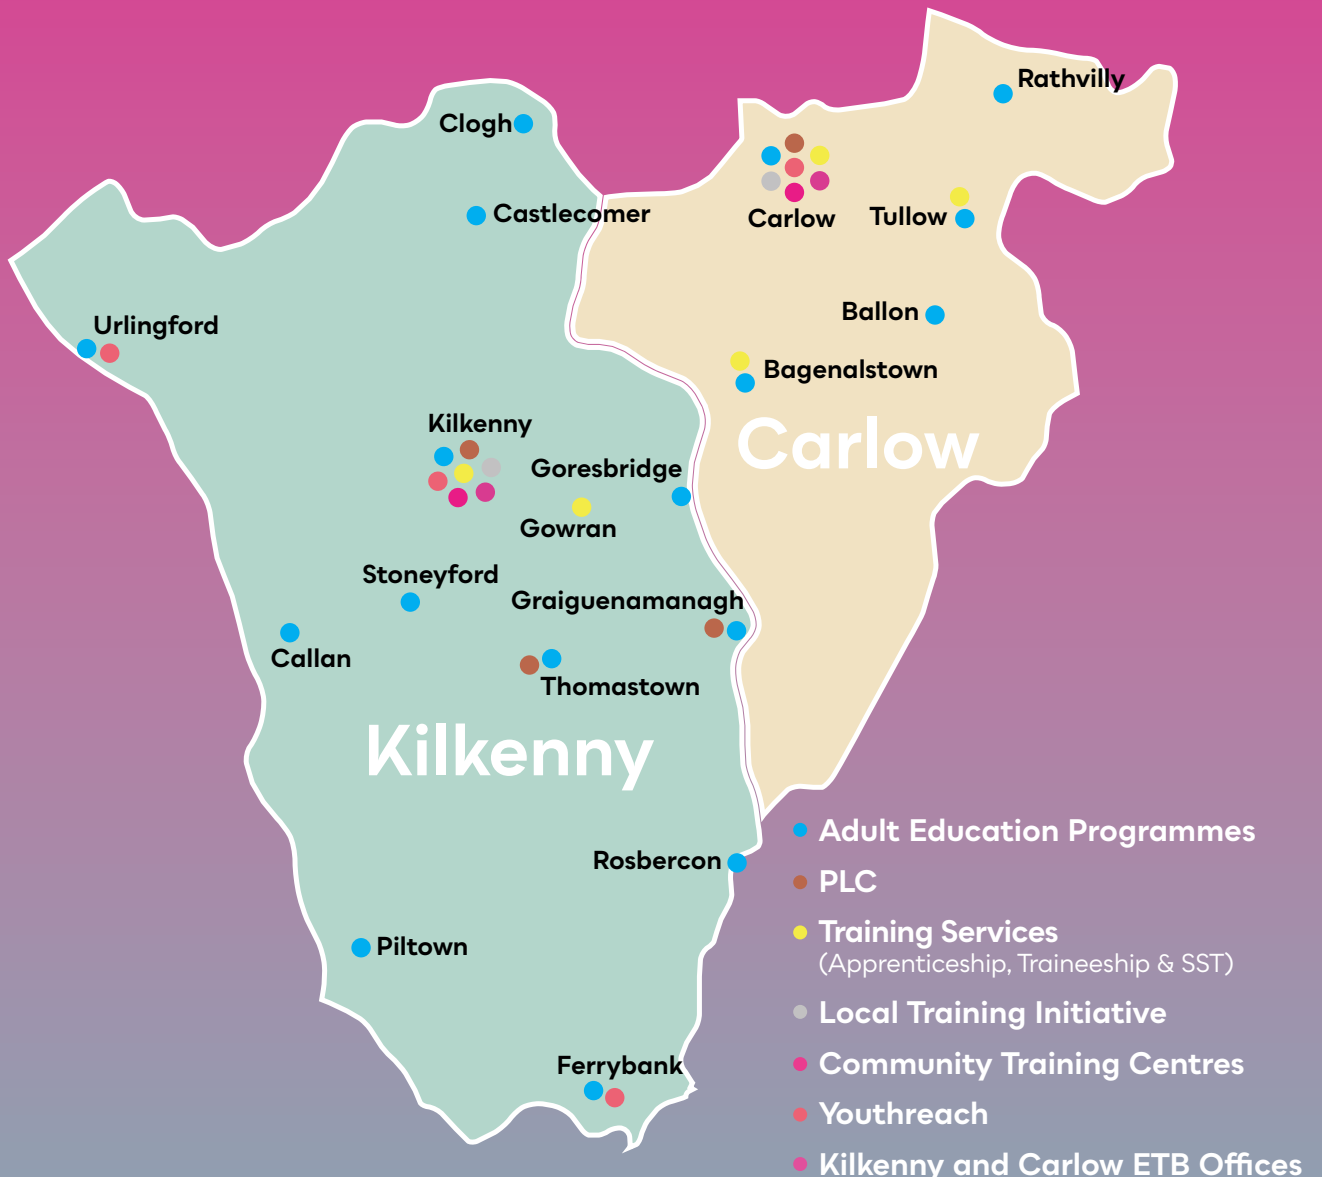 Rathvilly
Clogh
Castlecomer
Carlow
Tullow
Urlingford
Ballon
Bagenalstown
Kilkenny
Carlow
Goresbridge
Gowran
Stoneyford
Graiguenamanagh
Callan
Thomastown
Kilkenny
Rosbercon
Piltown
Ferrybank
Adult Education Programmes
PLC
Training Services
(Apprenticeship, Traineeship & SST)
Local Training Initiative
Community Training Centres
Youthreach
Kilkenny and Carlow ETB Offices